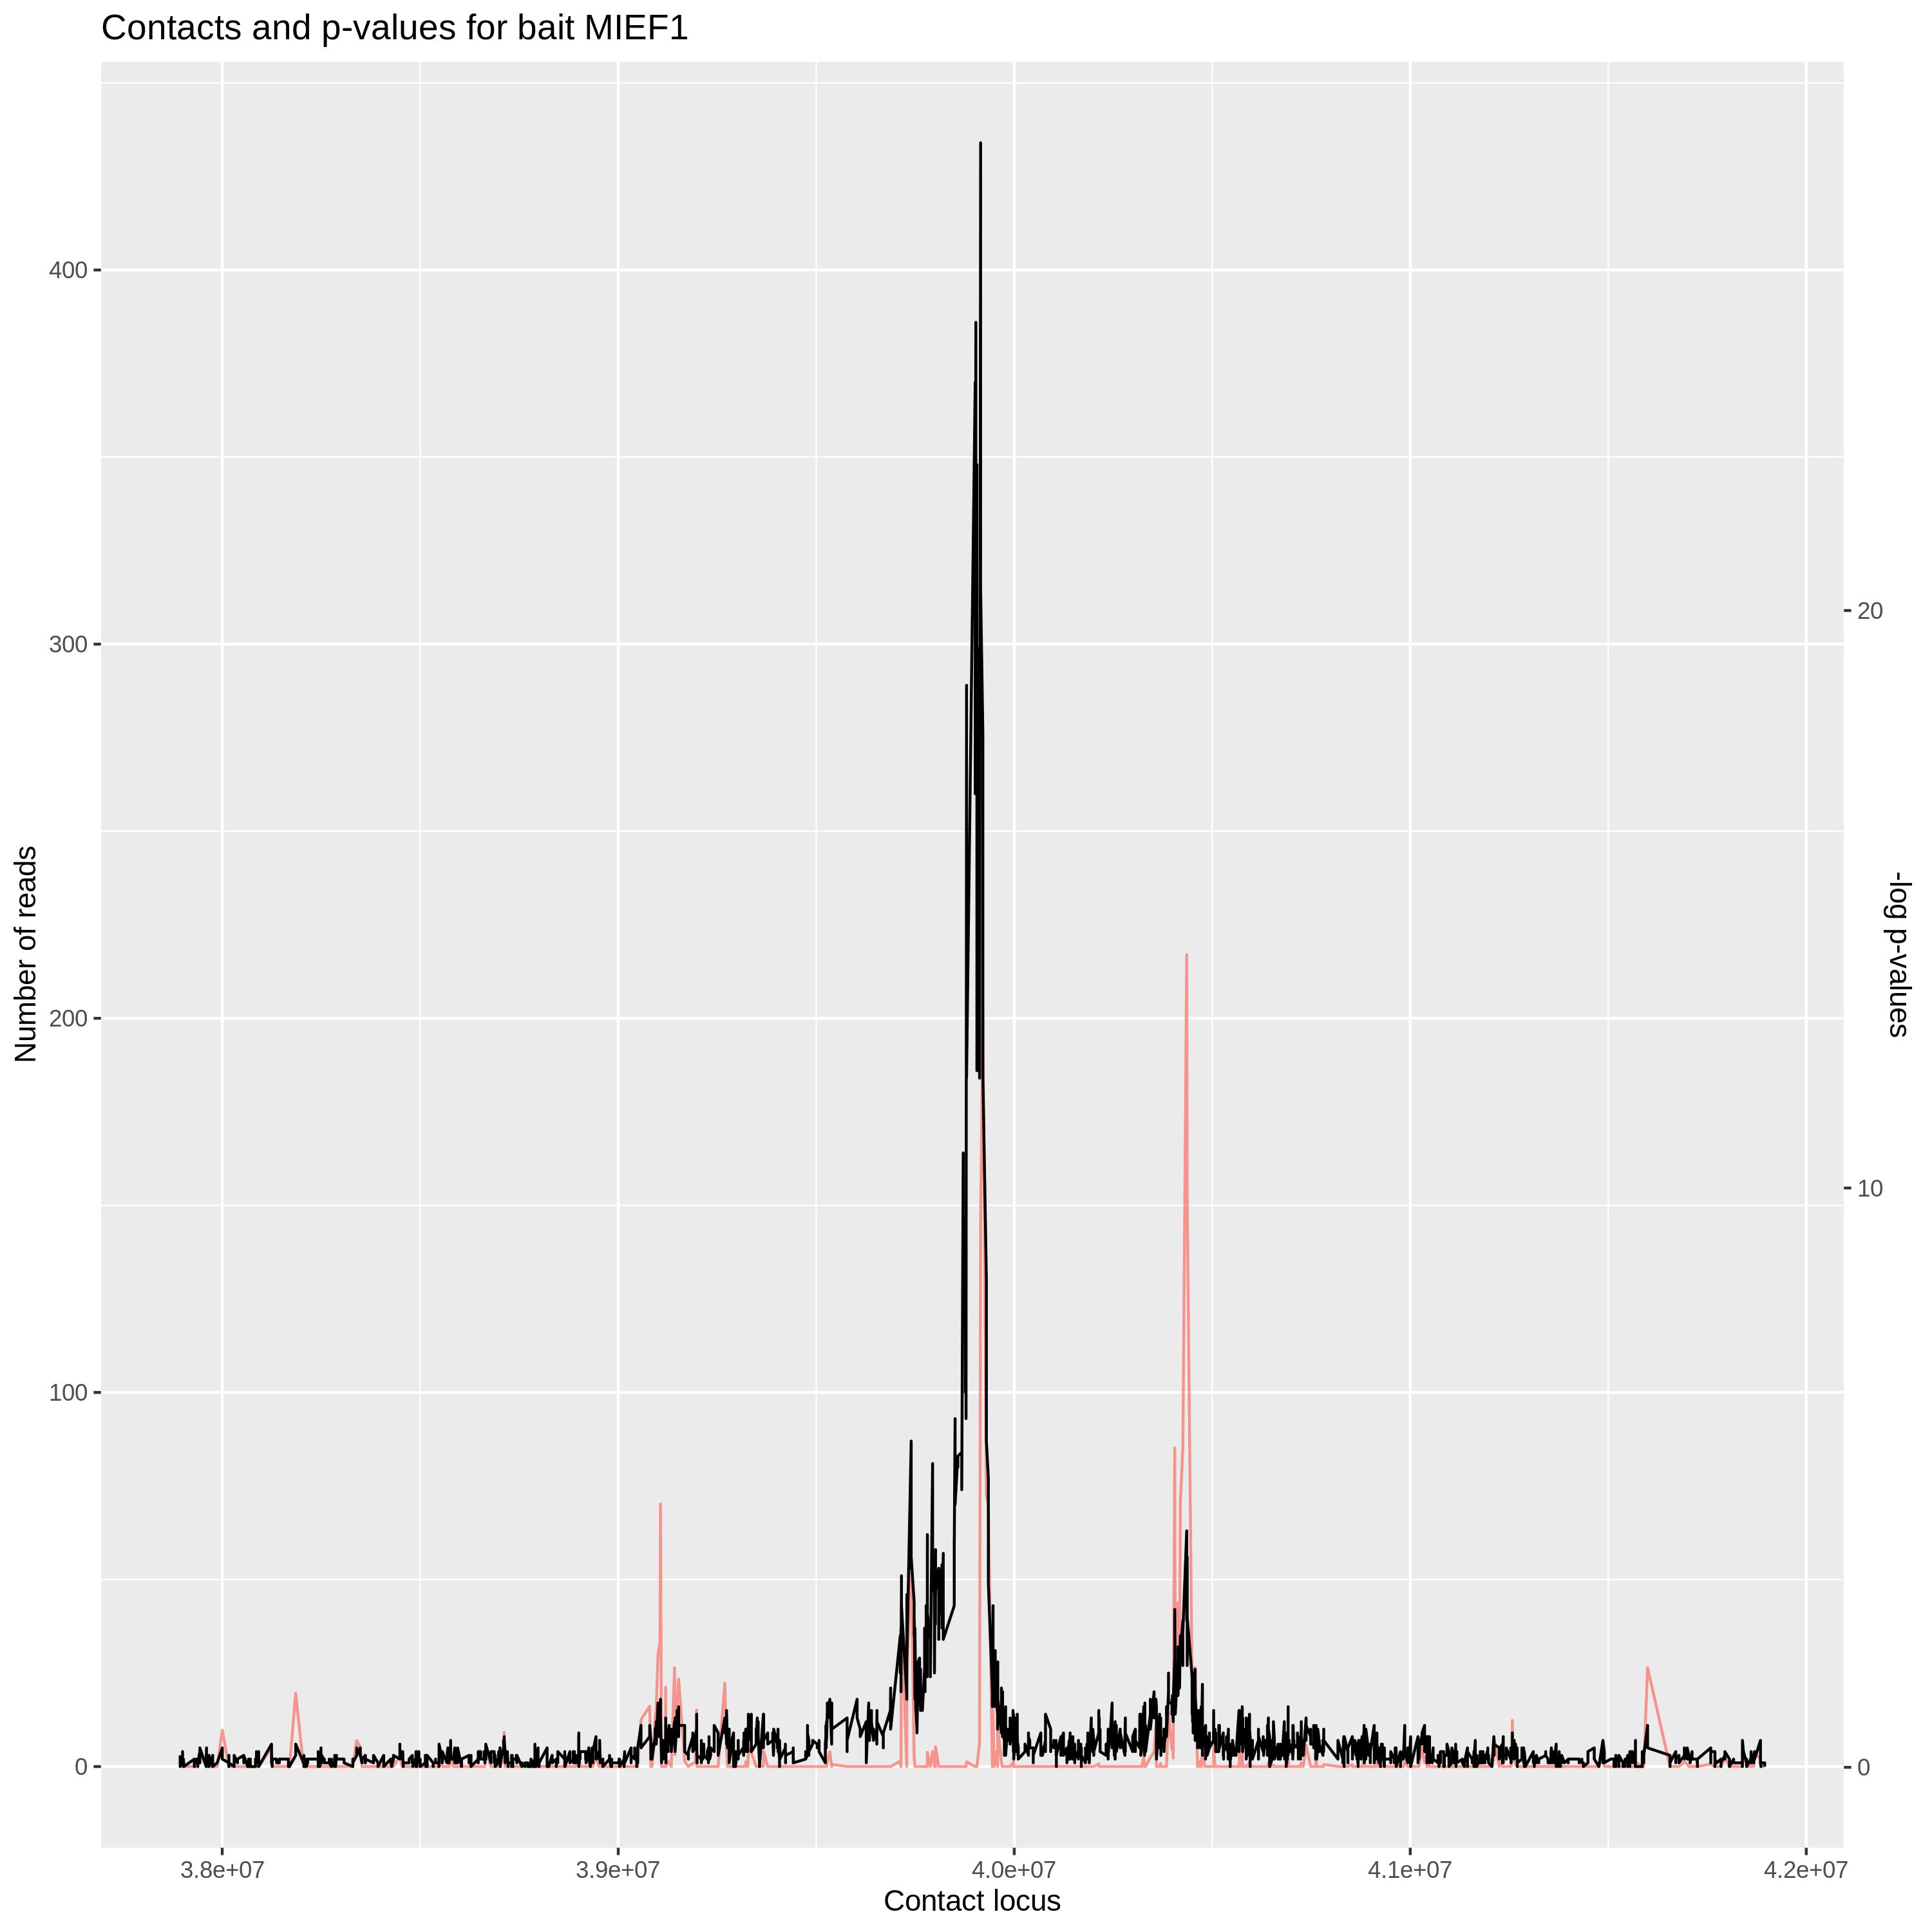 Contacts and p-values for bait MIEF1
400
300
200
100
0
Number of reads
20
10
0
-log p-values
3.8e+07
3.9e+07
4.0e+07
4.1e+07
4.2e+07
Contact locus